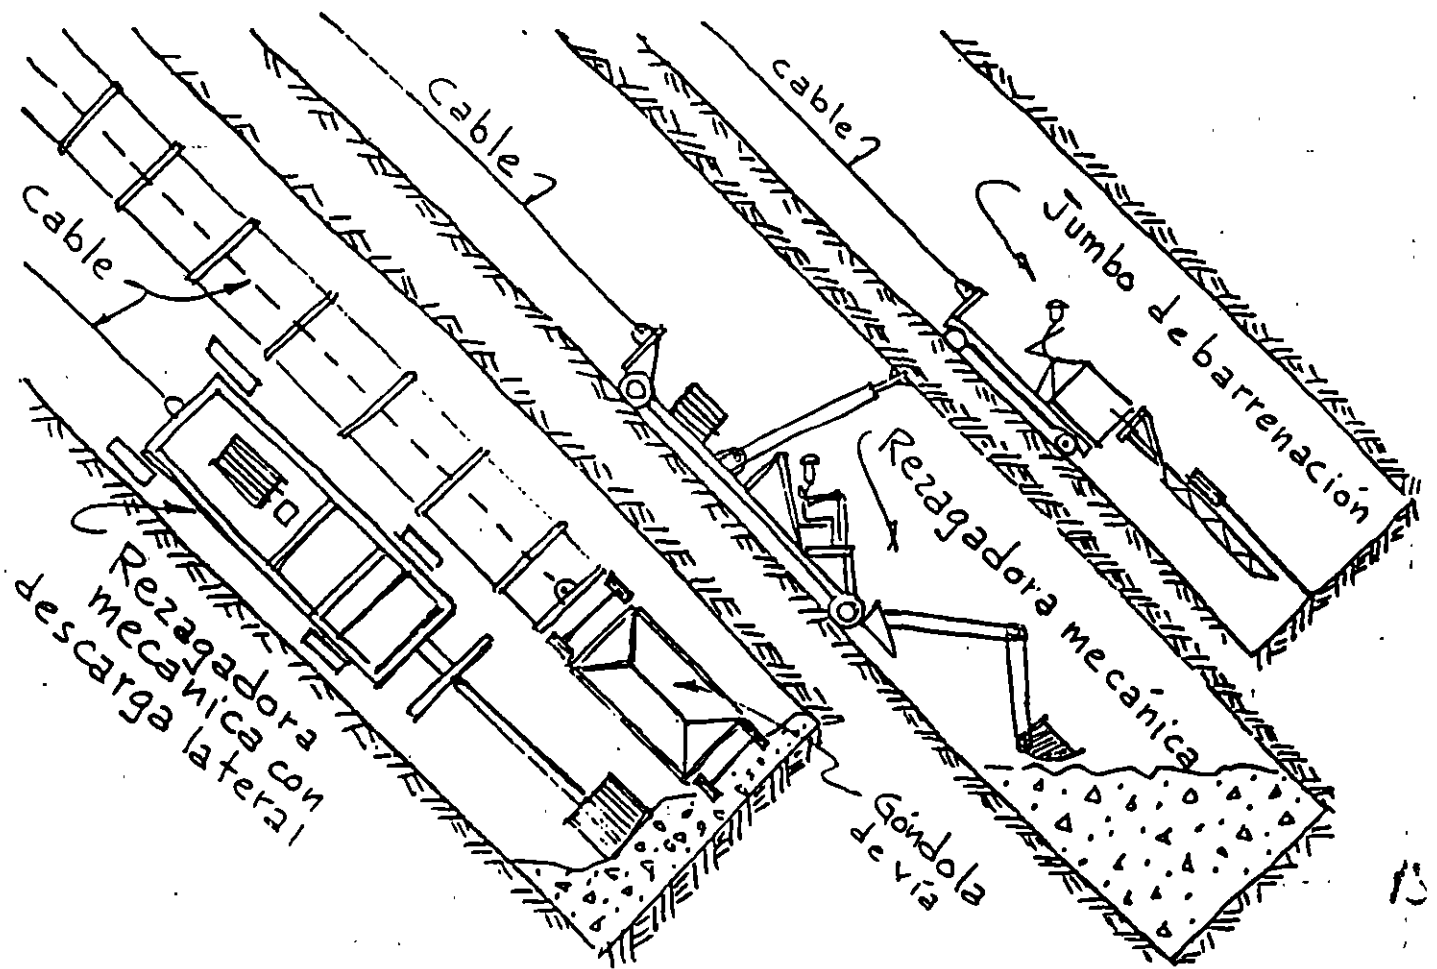 Cable
Cable
cable
Jumbo de barrenación
Rezagadora mecánica
Rezagadora
mecánica con
descarga lateral
Góndola
de vía